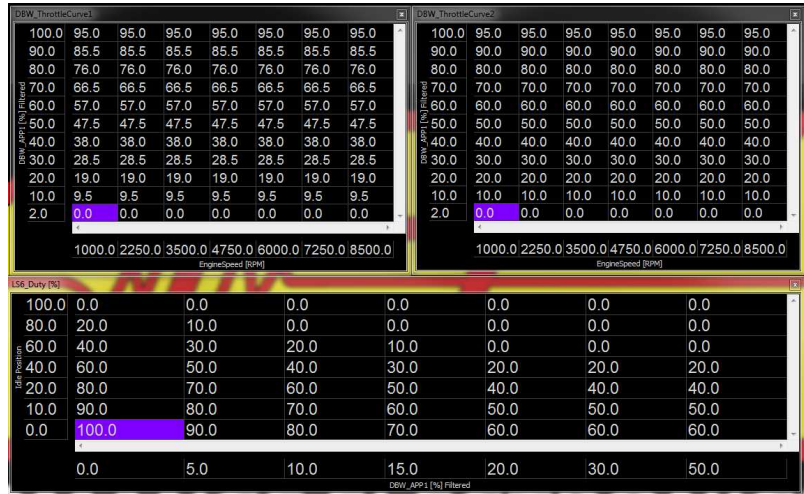 DBW_ThrottleCurve1
100.0 95.0 95.0 95.0 95.0 95.0 95.0 95.0
90.0 85.5 85.5 85.5 85.5 85.5 85.5 85.5
80.0 76.0 76.0 76.0 76.0 76.0 76.0 76.0
70.0 66.5 66.5 66.5 66.5 66.5 66.5 66.5
60.0 57.0 57.0 57.0 57.0 57.0 57.0 57.0
50.0 47.5 47.5 47.5 47.5 47.5 47.5 47.5
40.0 38.0 38.0 38.0 38.0 38.0 38.0 38.0
30.0 28.5 28.5 28.5 28.5 28.5 28.5 28.5
20.0 19.0 19.0 19.0 19.0 19.0 19.0 19.0
10.0 9.5 9.5 9.5 9.5 9.5 9.5 9.5
2.0 0.0 0.0 0.0 0.0 0.0 0.0 0.0
DBW_APP1 [%] Filtered
1000.0 2250.0 3500.0 4750.0 6000.0 7250.0 8500.0
EngineSpeed [RPM]
DBW_ThrottleCurve2
100.0 95.0 95.0 95.0 95.0 95.0 95.0 95.0
90.0 90.0 90.0 90.0 90.0 90.0 90.0 90.0
80.0 80.0 80.0 80.0 80.0 80.0 80.0 80.0
70.0 70.0 70.0 70.0 70.0 70.0 70.0 70.0
60.0 60.0 60.0 60.0 60.0 60.0 60.0 60.0
50.0 50.0 50.0 50.0 50.0 50.0 50.0 50.0
40.0 40.0 40.0 40.0 40.0 40.0 40.0 40.0
30.0 30.0 30.0 30.0 30.0 30.0 30.0 30.0
20.0 20.0 20.0 20.0 20.0 20.0 20.0 20.0
10.0 10.0 10.0 10.0 10.0 10.0 10.0 10.0
2.0 0.0 0.0 0.0 0.0 0.0 0.0 0.0
DBW_APP1 [%] Filtered
1000.0 2250.0 3500.0 4750.0 6000.0 7250.0 8500.0
EngineSpeed [RPM]
LS6_Duty [%]
100.0 0.0 0.0 0.0 0.0 0.0 0.0 0.0
80.0 20.0 10.0 0.0 0.0 0.0 0.0 0.0
60.0 40.0 30.0 20.0 10.0 0.0 0.0 0.0
40.0 60.0 50.0 40.0 30.0 20.0 20.0 20.0
20.0 80.0 70.0 60.0 50.0 40.0 40.0 40.0
10.0 90.0 80.0 70.0 60.0 50.0 50.0 50.0
0.0 100.0 90.0 80.0 70.0 60.0 60.0 60.0
Idle Position
0.0 5.0 10.0 15.0 20.0 30.0 50.0
DBW_APP1 [%] Filtered